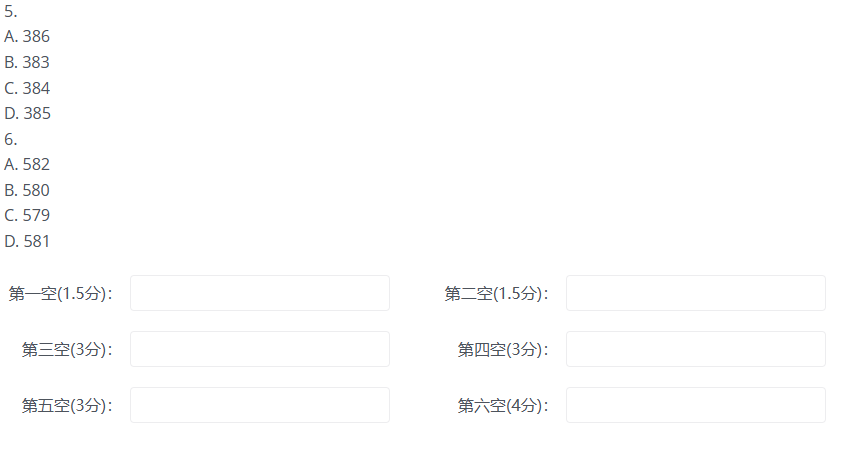 5.
A. 386
B. 383
C. 384
D. 385
6.
A. 582
B. 580
C. 579
D. 581
第一空(1.5分)： 第二空(1.5分)：
第三空(3分)： 第四空(3分)：
第五空(3分)： 第六空(4分)：